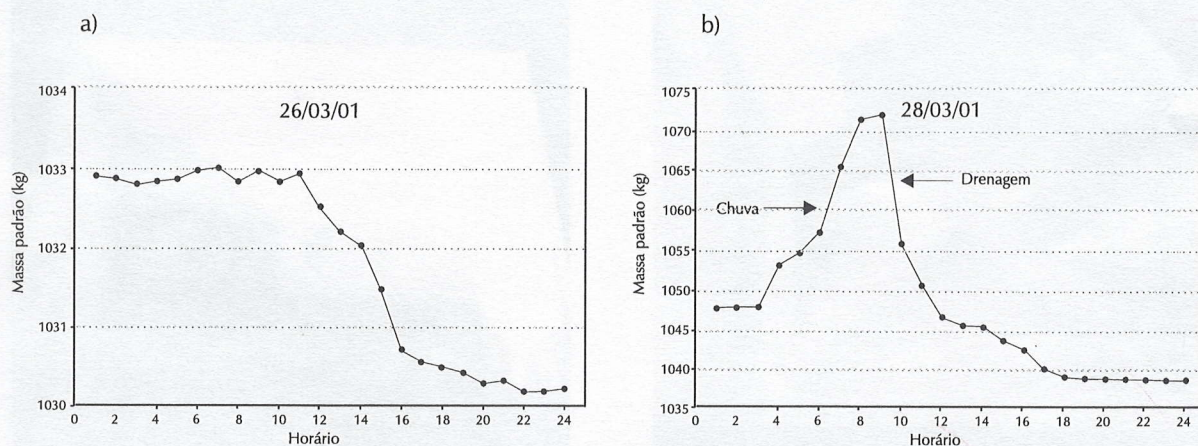 a)
26/03/01
Massa padrão (kg)
1034
1033
1032
1031
1030
0 2 4 6 8 10 12 14 16 18 20 22 24
Horário
b)
28/03/01
Massa padrão (kg)
1075
1070
1065
1060
1055
1050
1045
1040
1035
Chuva
Drenagem
0 2 4 6 8 10 12 14 16 18 20 22 24
Horário